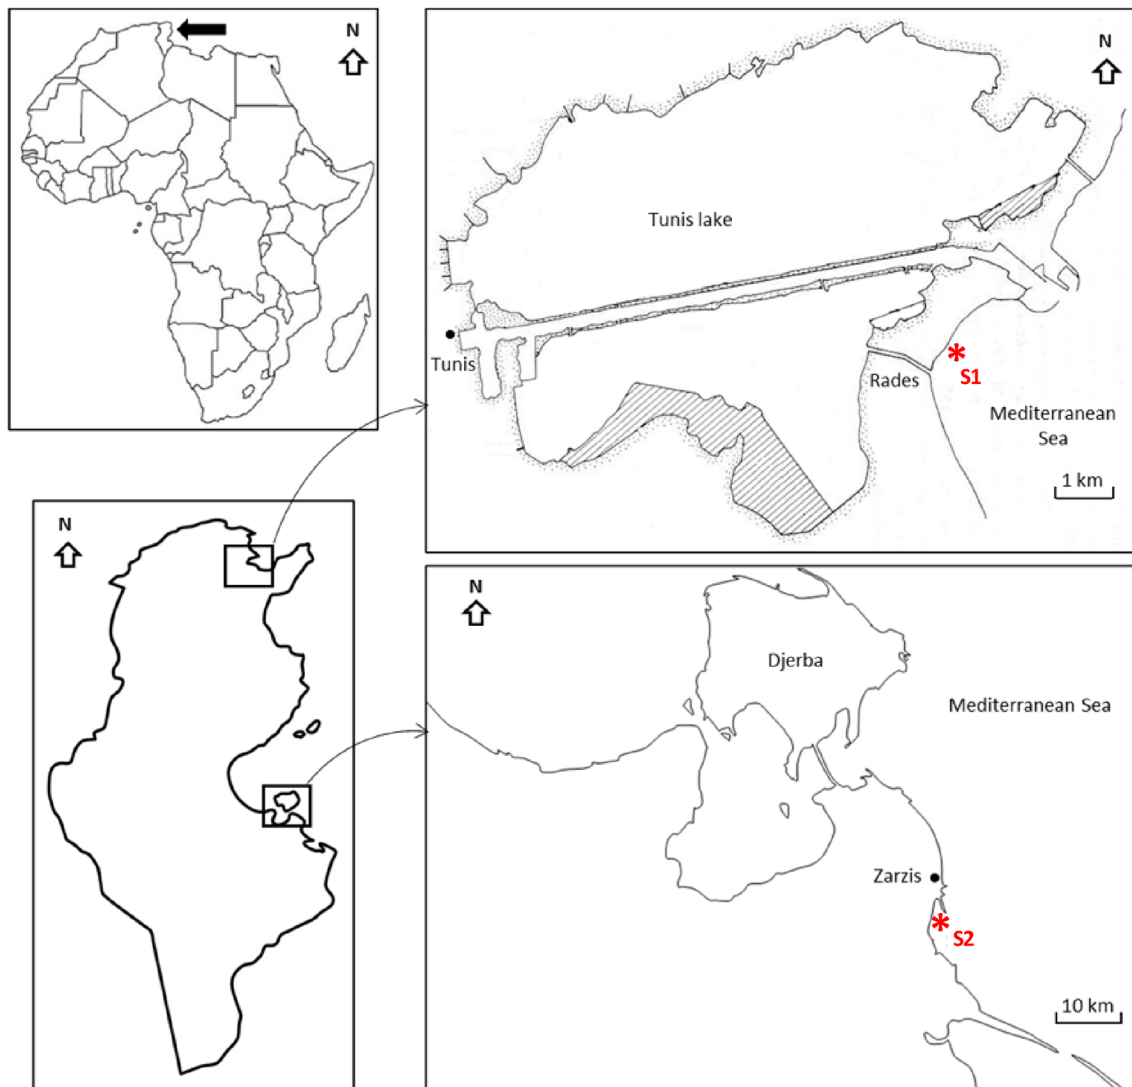 N
N
Tunis lake
Tunis
Rades
S1
Mediterranean
Sea
1 km
N
N
Djerba
Mediterranean Sea
Zarzis
S2
10 km